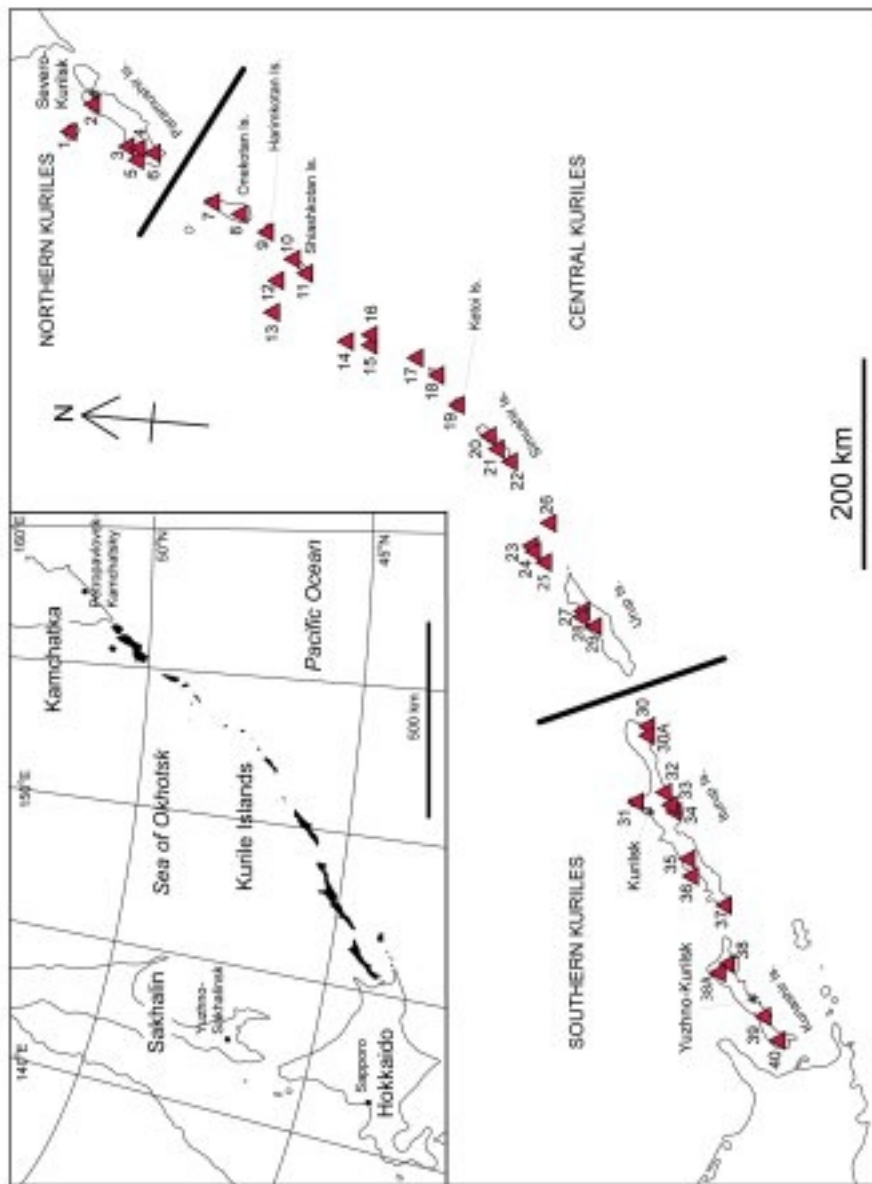 160°E
150°E
140°E
50°N
45°N
Kamchatka
Petropavlovsk-
Kamchatsky
Sea of Okhotsk
Pacific Ocean
Kurile Islands
Sakhalin
Yuzhno-
Sakhalinsk
Sapporo
Hokkaido
600 km
N
NORTHERN KURILES
Severo-
Kurilsk
Paramushir Is.
1
2
3
4
5
6
Onekotan Is.
7
8
Harimkotan Is.
9
10
Shiashkotan Is.
11
12
13
14
15
16
17
18
Ketoi Is.
19
CENTRAL KURILES
20
21
22
Simushir Is.
23
24
25
26
27
28
29
Urup Is.
200 km
SOUTHERN KURILES
30
30A
31
Kurilsk
32
33
34
35
36
37
Yuzhno-Kurilsk
38
38A
39
40
Kunashir Is.